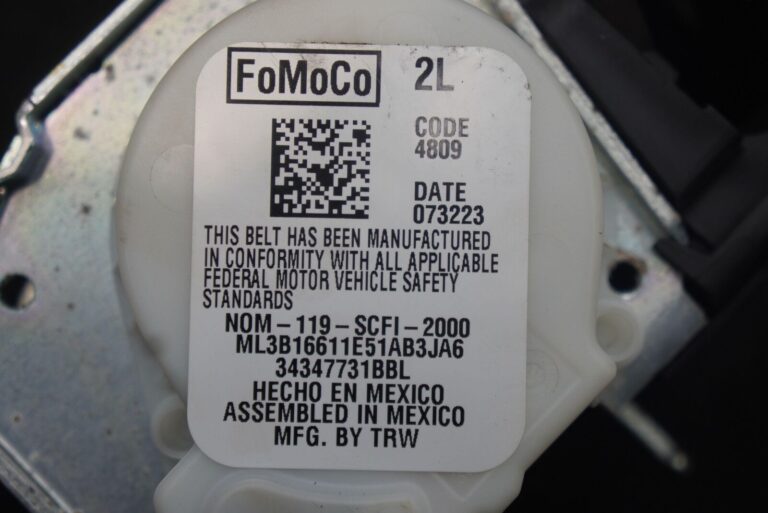 FoMoCo 2L
CODE
4809
DATE
073223
THIS BELT HAS BEEN MANUFACTURED
IN CONFORMITY WITH ALL APPLICABLE
FEDERAL MOTOR VEHICLE SAFETY
STANDARDS
NOM-119-SCFI-2000
ML3B16611E51AB3JA6
34347731BBL
HECHO EN MEXICO
ASSEMBLED IN MEXICO
MFG. BY TRW